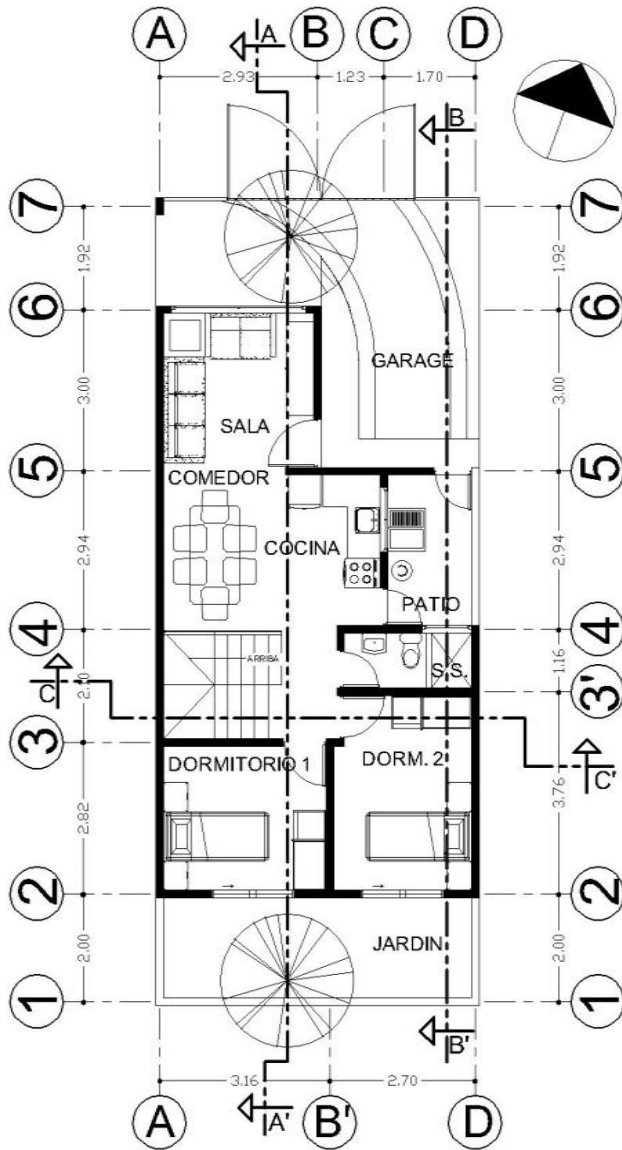 A B C D
A
2.93 1.23 1.70
B
7 7
1.92 1.92
6 6
GARAGE
3.00 3.00
SALA
5 5
COMEDOR
2.94 COCINA 2.94
PATIO
4 4
ARRIBA 1.16
S.S.
C 2.10 3'
3
DORMITORIO 1 DORM. 2 C'
2.82 3.76
2 2
JARDIN
2.00 2.00
1 1
B'
3.16 2.70
A'
A B' D